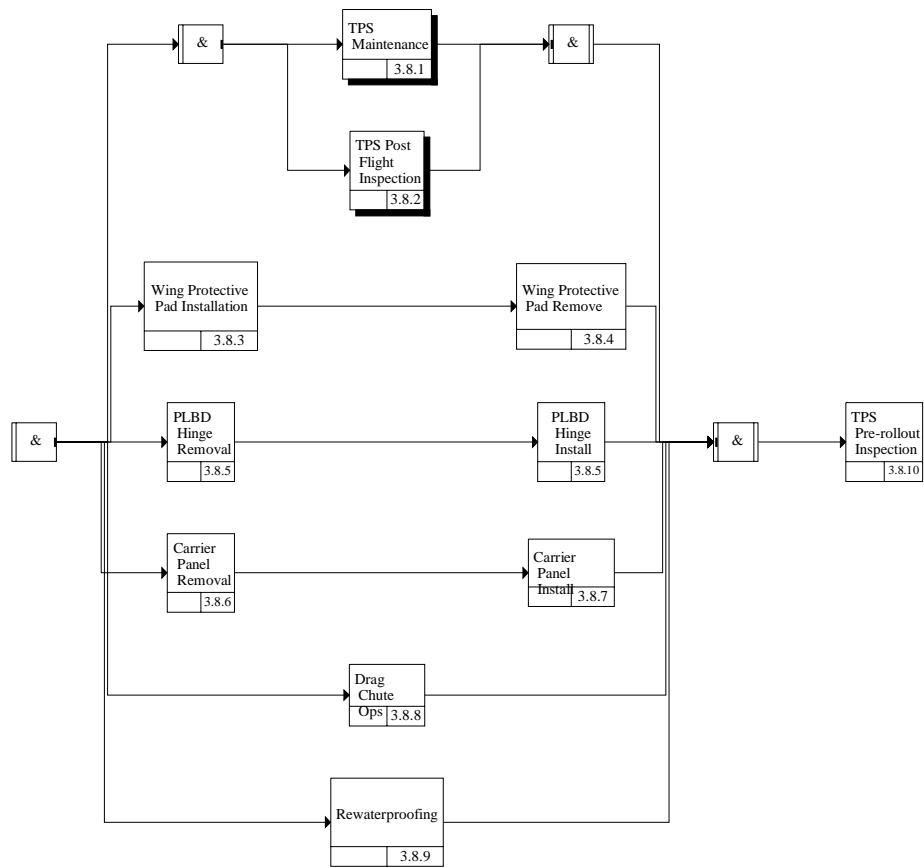 &
TPS
Maintenance
3.8.1
&
TPS Post
Flight
Inspection
3.8.2
Wing Protective
Pad Installation
3.8.3
Wing Protective
Pad Remove
3.8.4
&
PLBD
Hinge
Removal
3.8.5
PLBD
Hinge
Install
3.8.5
&
TPS
Pre-rollout
Inspection
3.8.10
Carrier
Panel
Removal
3.8.6
Carrier
Panel
Install
3.8.7
Drag
Chute
Ops
3.8.8
Rewaterproofing
3.8.9